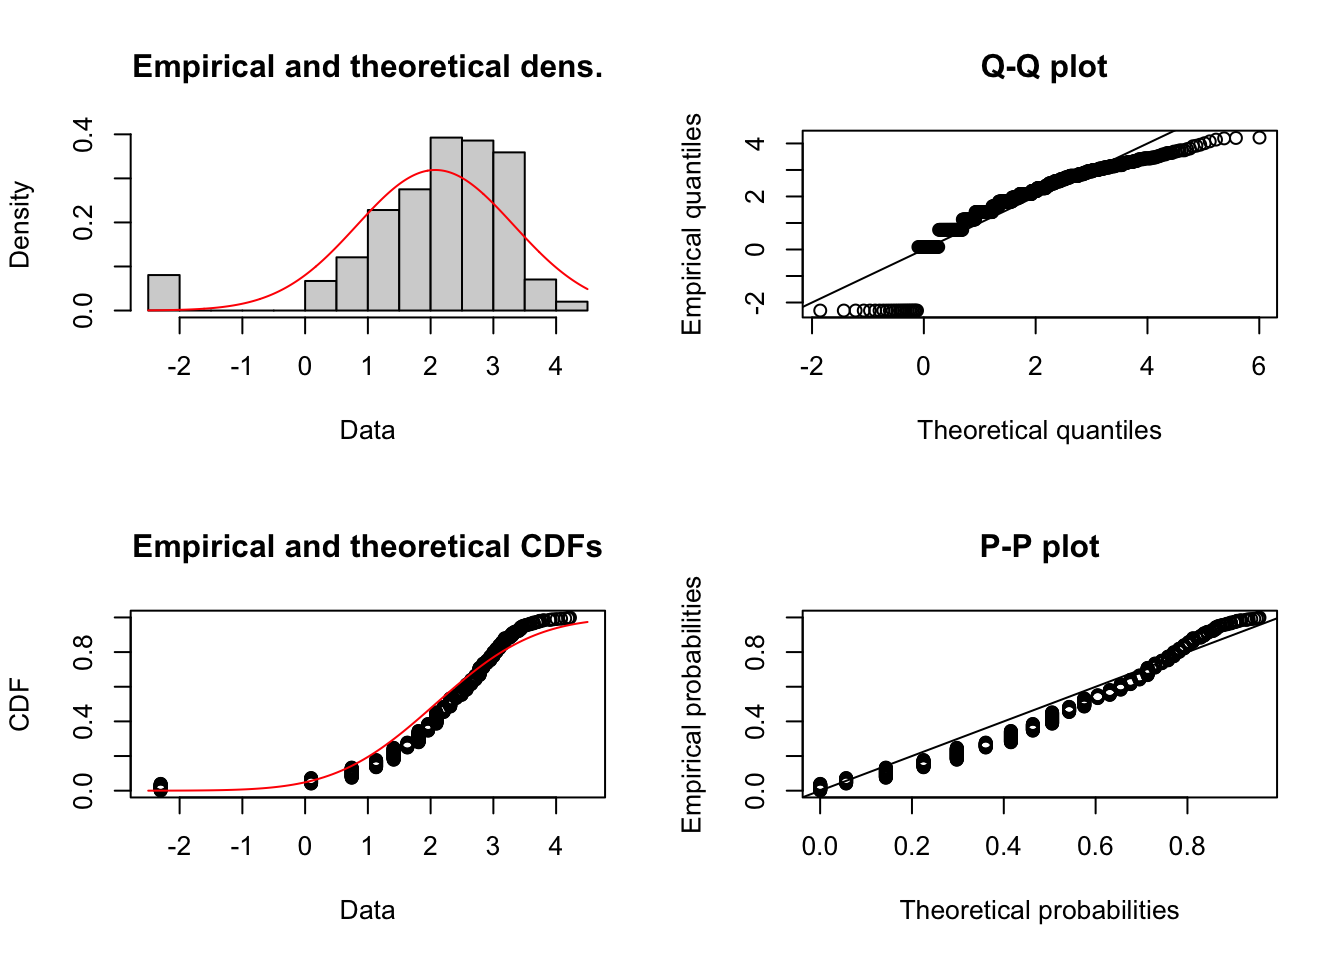 Empirical and theoretical dens.
Density
0.0 0.2 0.4
-2 -1 0 1 2 3 4
Data
Q-Q plot
Empirical quantiles
-2 0 2 4
-2 0 2 4 6
Theoretical quantiles
Empirical and theoretical CDFs
CDF
0.0 0.4 0.8
-2 -1 0 1 2 3 4
Data
P-P plot
Empirical probabilities
0.0 0.4 0.8
0.0 0.2 0.4 0.6 0.8
Theoretical probabilities